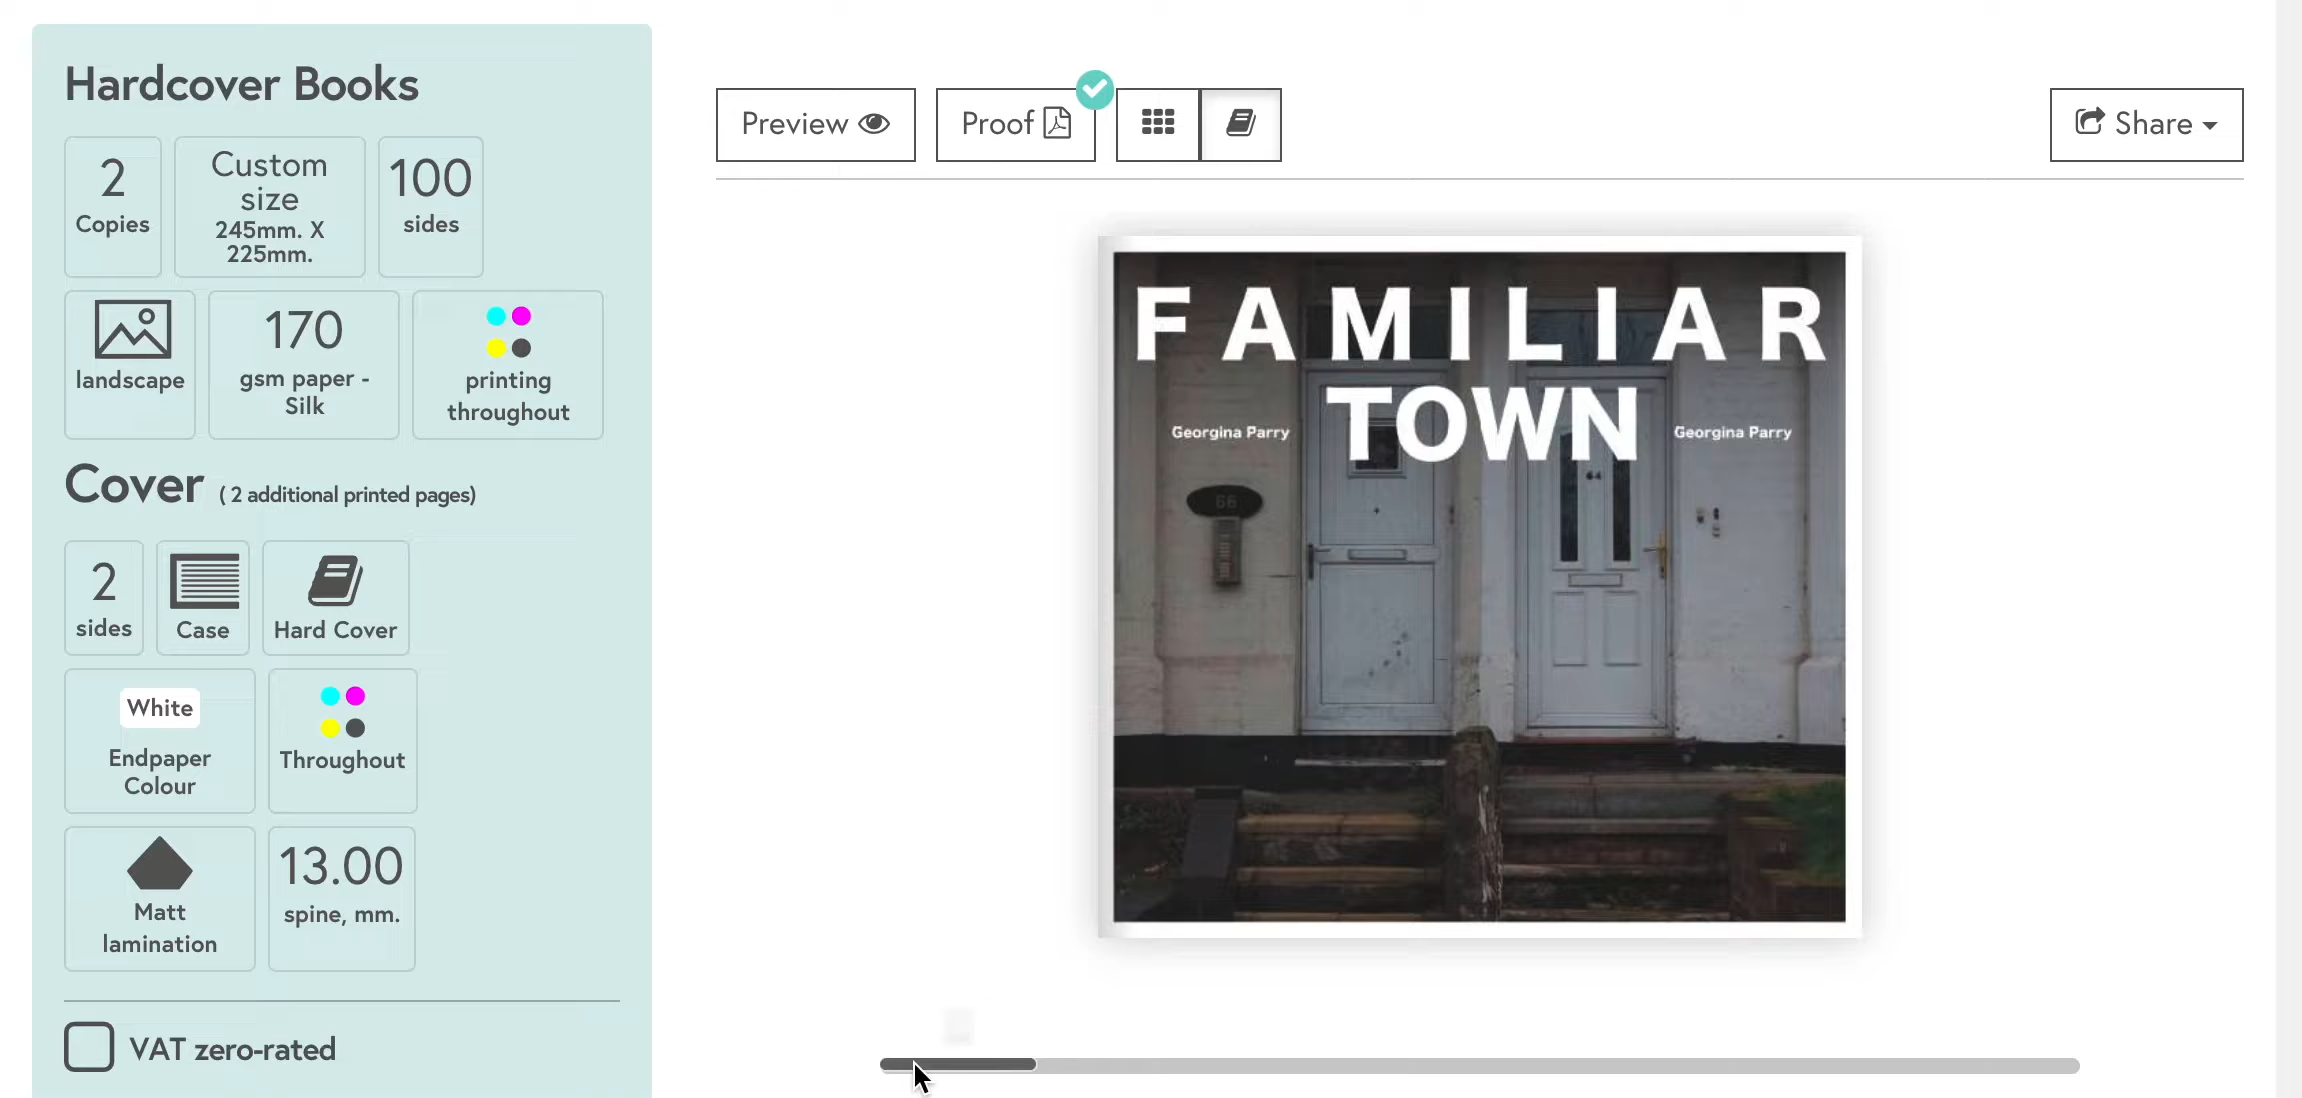 Hardcover Books
2
Copies
Custom
size
245mm. X
225mm.
100
sides
landscape
170
gsm paper -
Silk
printing
throughout
Cover ( 2 additional printed pages)
2
sides
Case
Hard Cover
White
Endpaper
Colour
Throughout
Matt
lamination
13.00
spine, mm.
VAT zero-rated
Preview
Proof
Share
FAMILIAR
TOWN
Georgina Parry
Georgina Parry
66
64